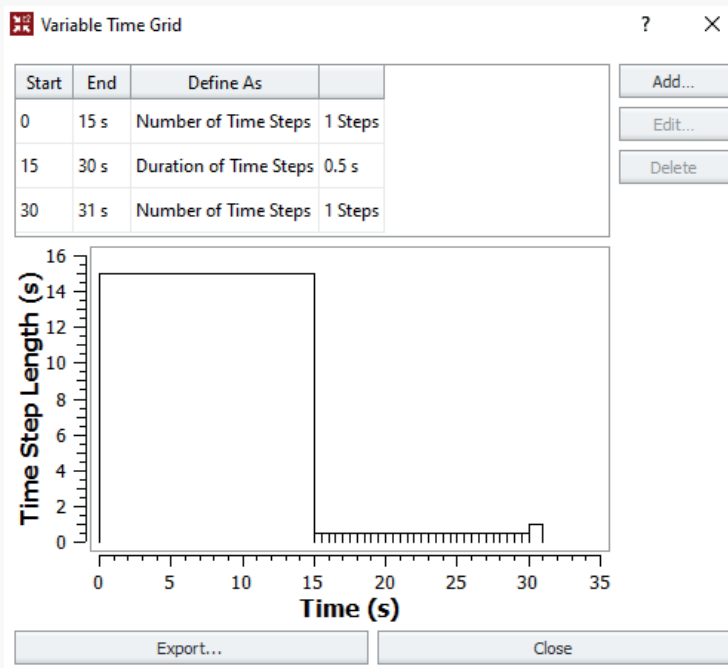 Variable Time Grid ? ×
Start End Define As
Add...
0 15 s Number of Time Steps 1 Steps
Edit...
15 30 s Duration of Time Steps 0.5 s
Delete
30 31 s Number of Time Steps 1 Steps
16
14
12
10
8
6
4
2
0
Time Step Length (s)
0 5 10 15 20 25 30 35
Time (s)
Export... Close